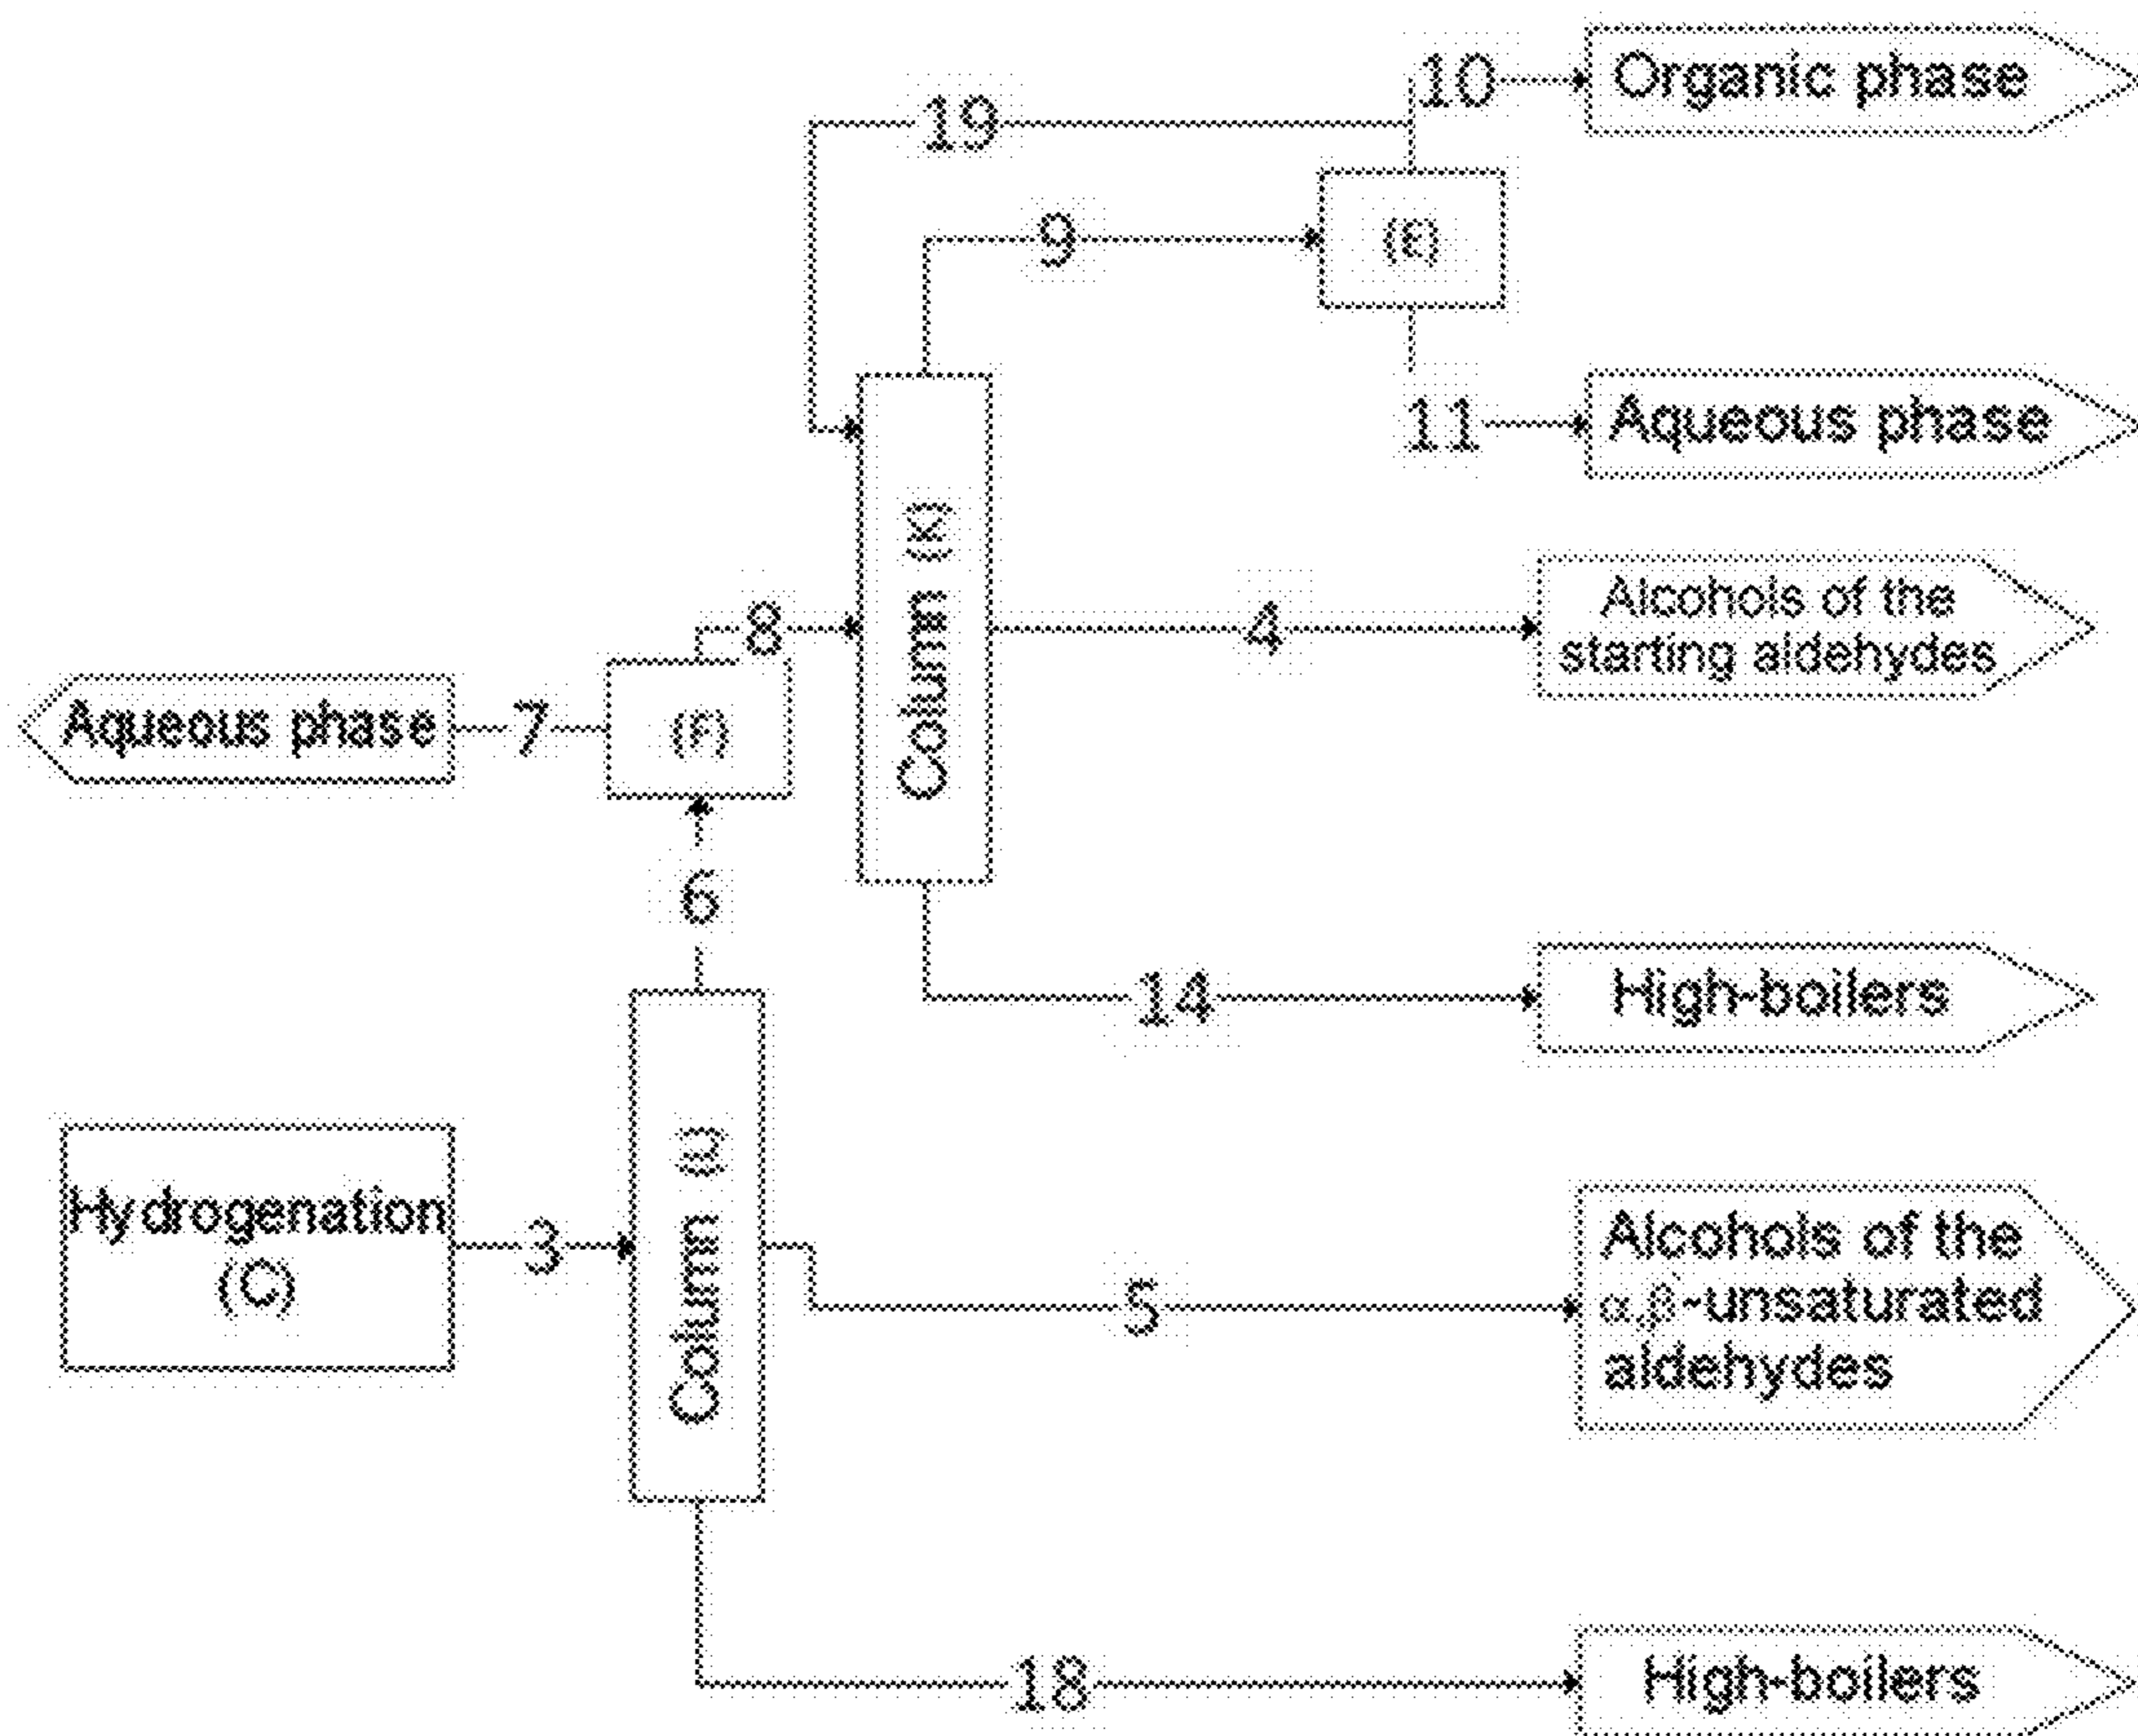 10
Organic phase
19
9
(E)
11
Aqueous phase
Column (K)
8
4
Alcohols of the
starting aldehydes
Aqueous phase
7
(F)
6
14
High-boilers
Hydrogenation
(C)
3
Column (L)
5
Alcohols of the
α,β-unsaturated
aldehydes
18
High-boilers